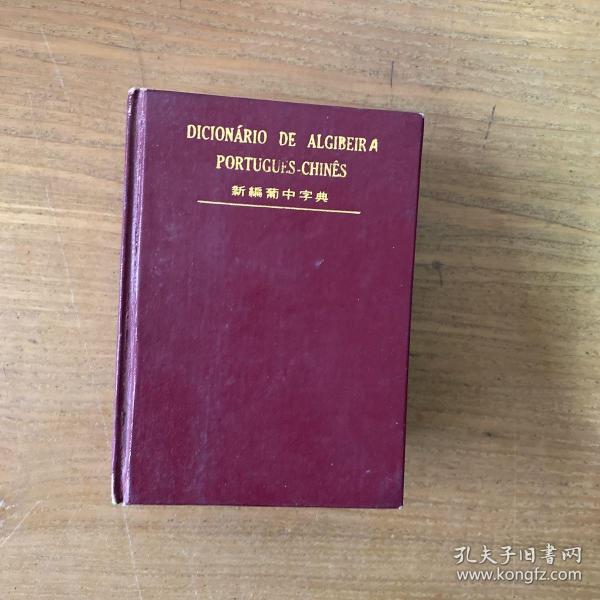 DICIONÁRIO DE ALGIBEIRA
PORTUGUÊS-CHINÊS
新編葡中字典
孔夫子旧书网
www.kongfz.com